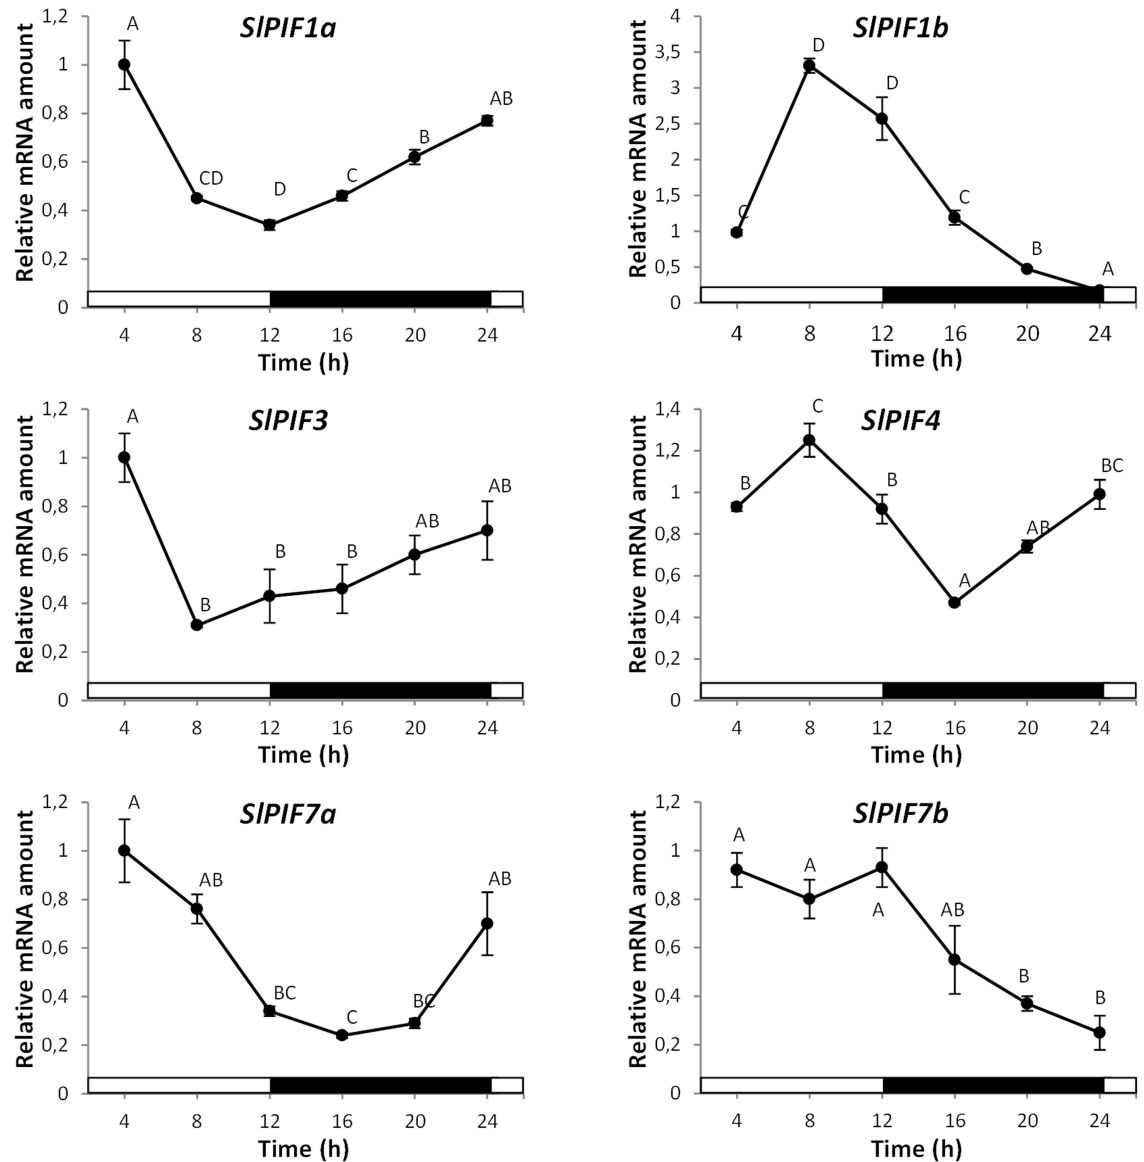 SlPIF1a
Relative mRNA amount
1,2
1
0,8
0,6
0,4
0,2
0
A
CD
D
C
B
AB
4 8 12 16 20 24
Time (h)
SlPIF1b
Relative mRNA amount
4
3,5
3
2,5
2
1,5
1
0,5
0
C
D
D
C
B
A
4 8 12 16 20 24
Time (h)
SlPIF3
Relative mRNA amount
1,2
1
0,8
0,6
0,4
0,2
0
A
B
B
B
AB
AB
4 8 12 16 20 24
Time (h)
SlPIF4
Relative mRNA amount
1,4
1,2
1
0,8
0,6
0,4
0,2
0
B
C
B
A
AB
BC
4 8 12 16 20 24
Time (h)
SlPIF7a
Relative mRNA amount
1,2
1
0,8
0,6
0,4
0,2
0
A
AB
BC
C
BC
AB
4 8 12 16 20 24
Time (h)
SlPIF7b
Relative mRNA amount
1,2
1
0,8
0,6
0,4
0,2
0
A
A
A
AB
B
B
4 8 12 16 20 24
Time (h)